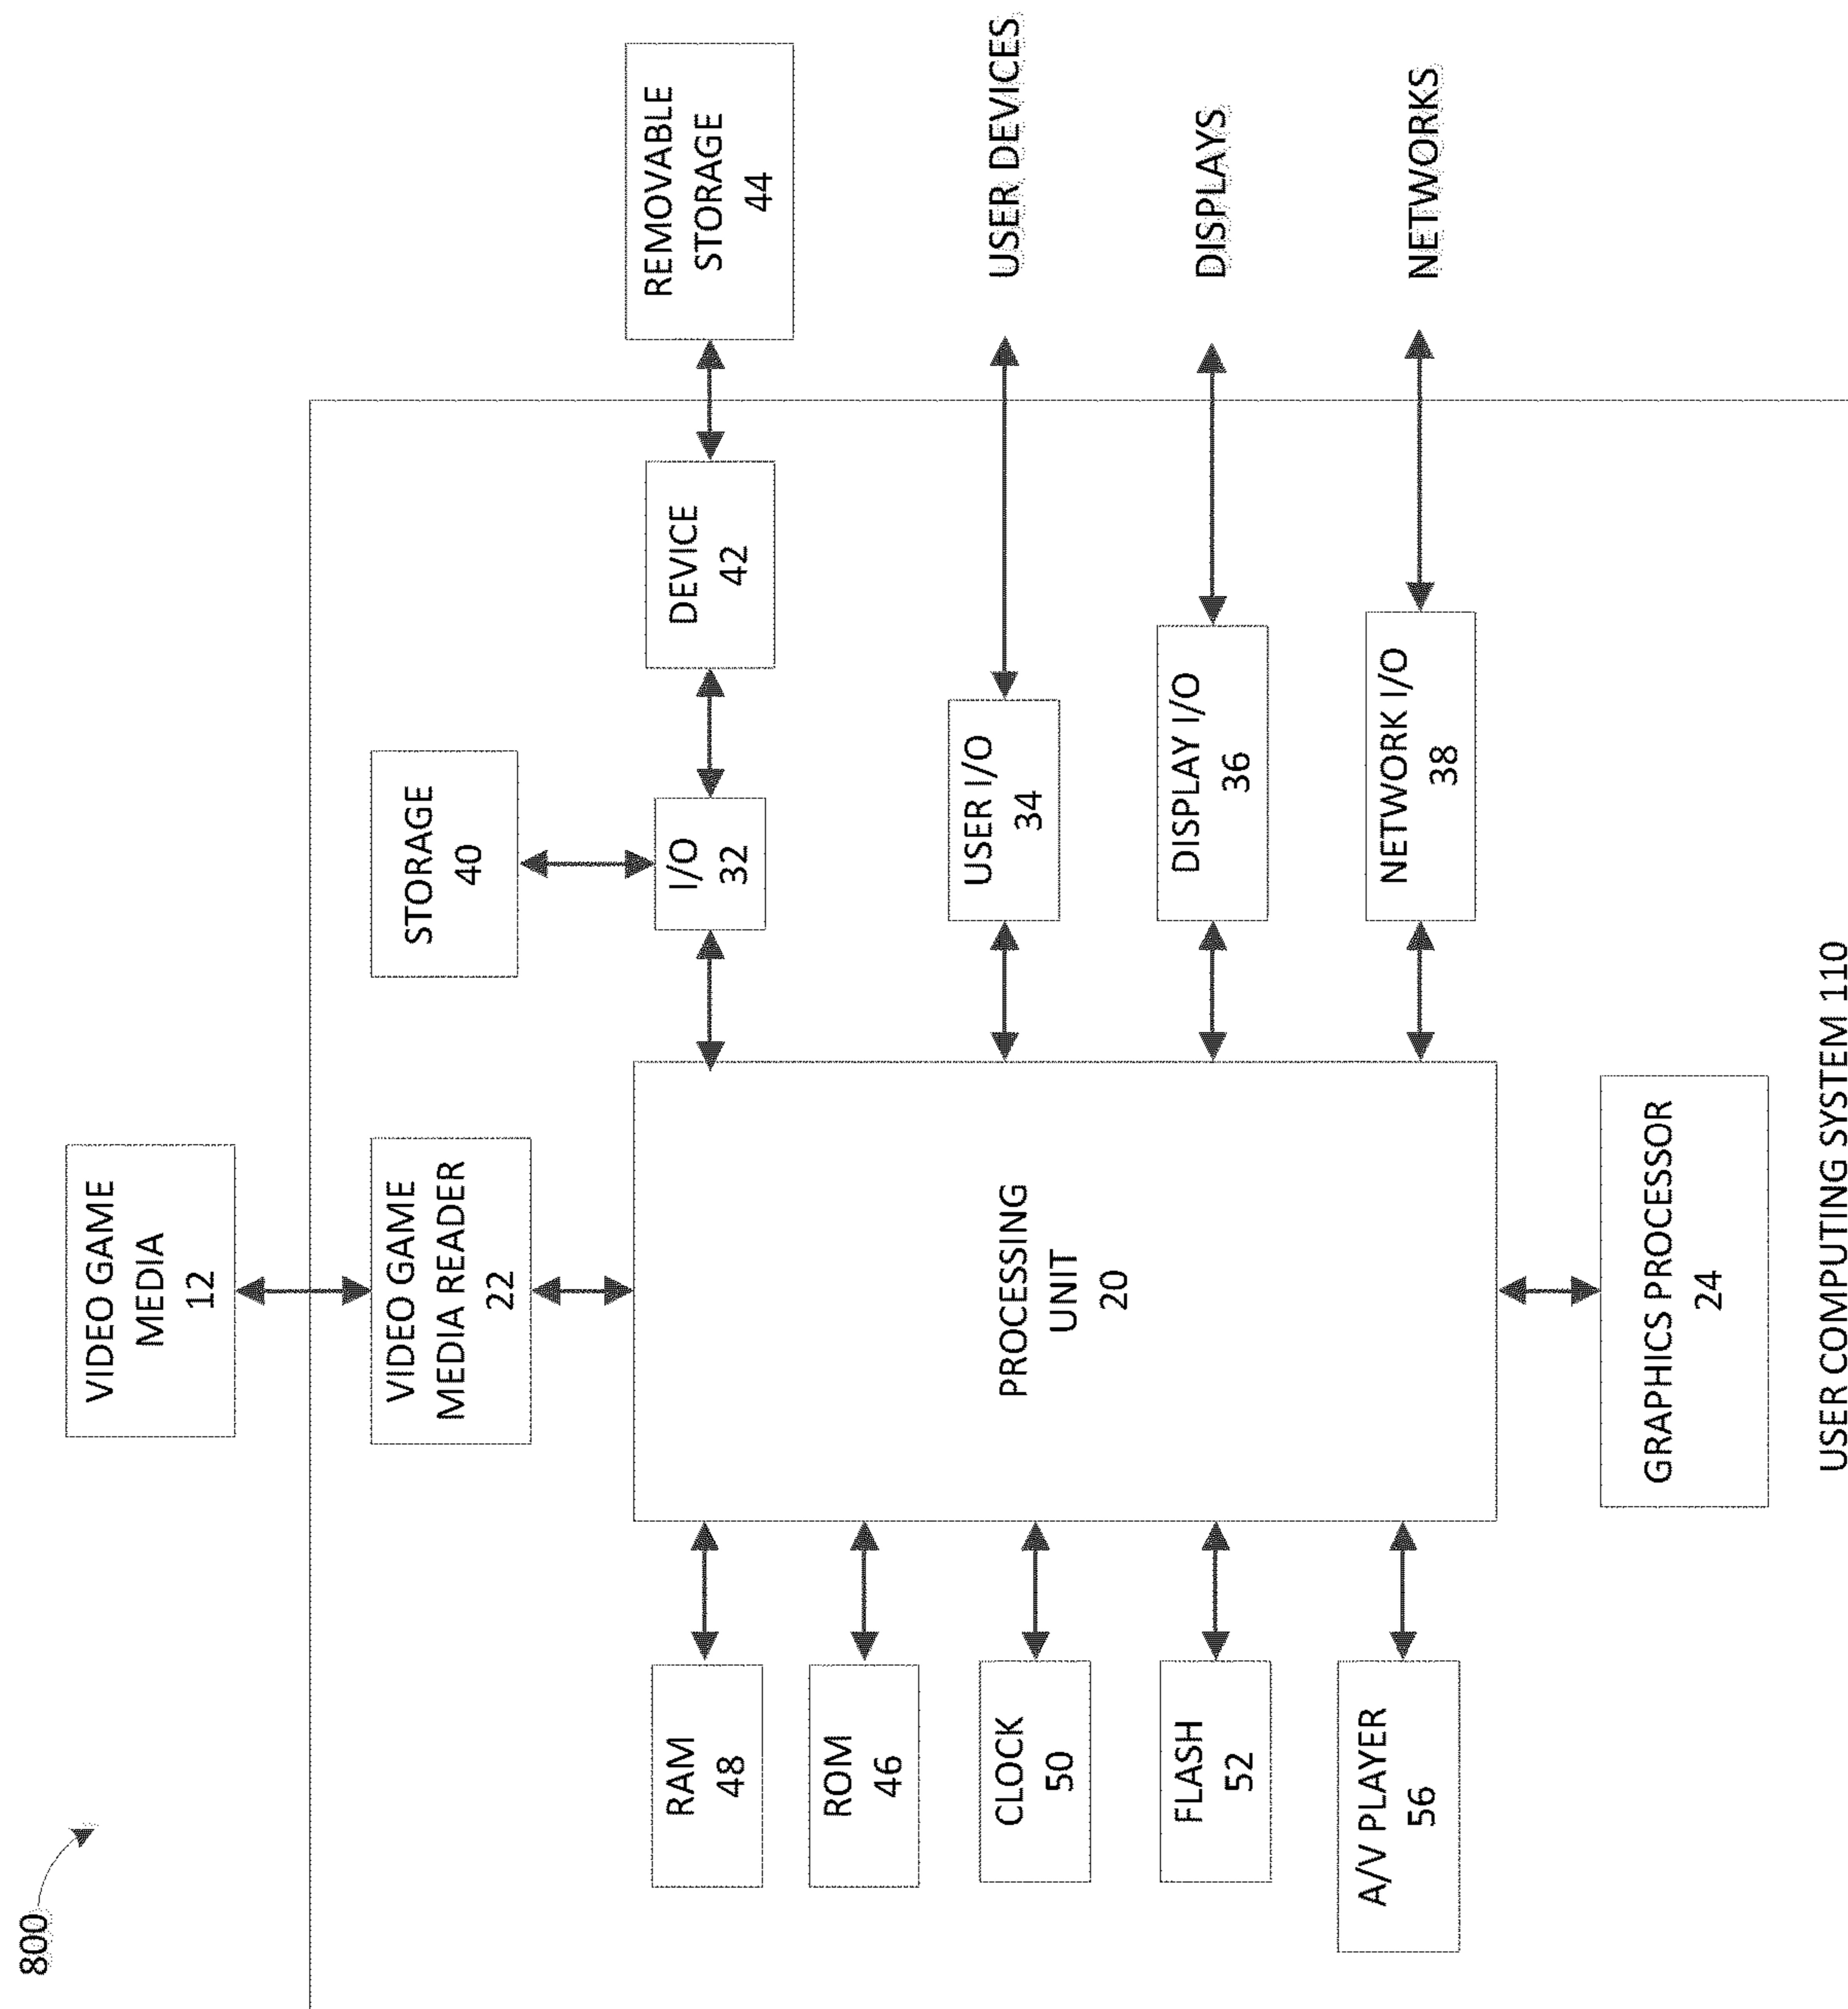 800
VIDEO GAME
MEDIA
12
VIDEO GAME
MEDIA READER
22
STORAGE
40
RAM
48
ROM
46
CLOCK
50
FLASH
52
A/V PLAYER
56
PROCESSING
UNIT
20
I/O
32
DEVICE
42
REMOVABLE
STORAGE
44
USER I/O
34
USER DEVICES
DISPLAY I/O
36
DISPLAYS
NETWORK I/O
38
NETWORKS
GRAPHICS PROCESSOR
24
USER COMPUTING SYSTEM 110